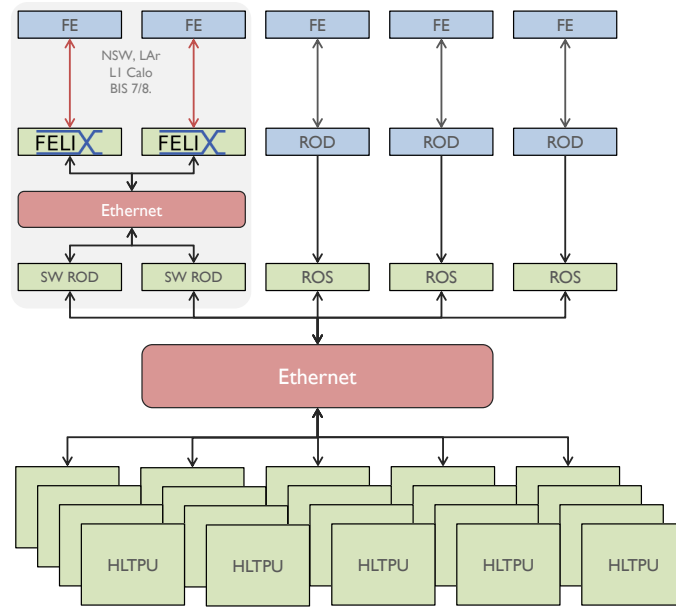 FE
FE
FE
FE
FE
NSW, LAr
L1 Calo
BIS 7/8.
FELIX
FELIX
ROD
ROD
ROD
Ethernet
SW ROD
SW ROD
ROS
ROS
ROS
Ethernet
HLTPU
HLTPU
HLTPU
HLTPU
HLTPU